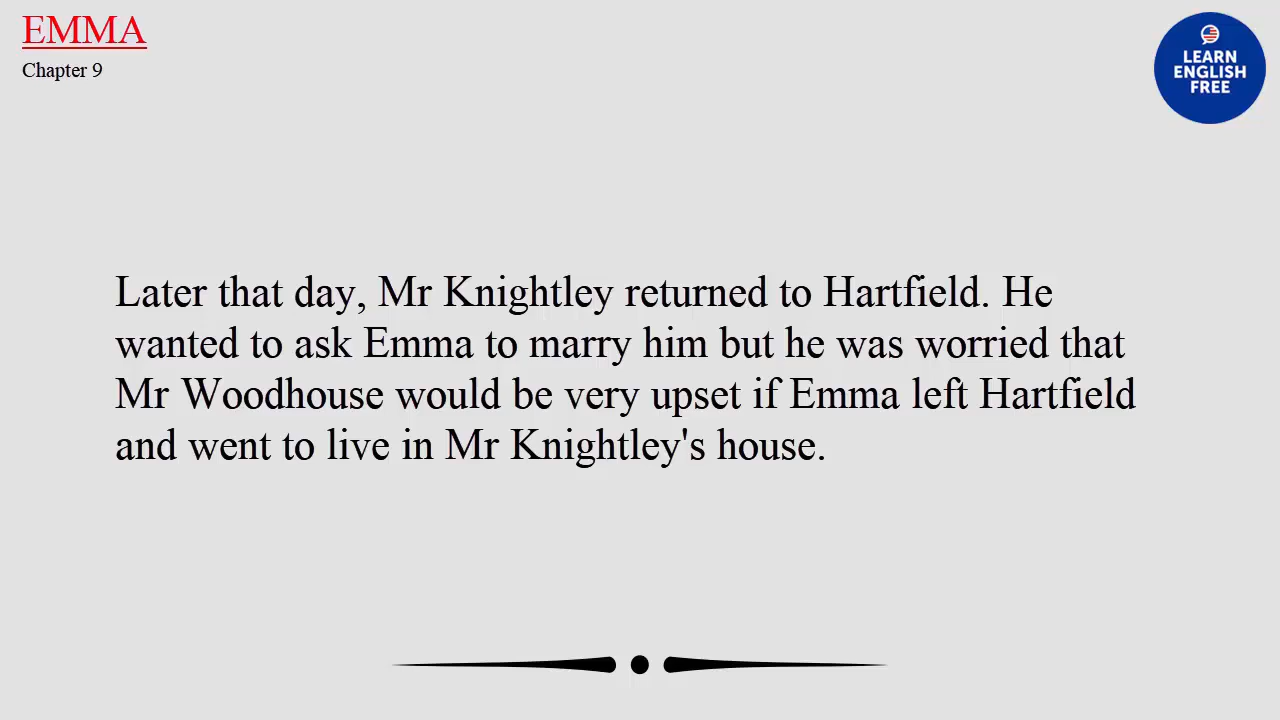 EMMA
Chapter 9
LEARN
ENGLISH
FREE
Later that day, Mr Knightley returned to Hartfield. He
wanted to ask Emma to marry him but he was worried that
Mr Woodhouse would be very upset if Emma left Hartfield
and went to live in Mr Knightley's house.